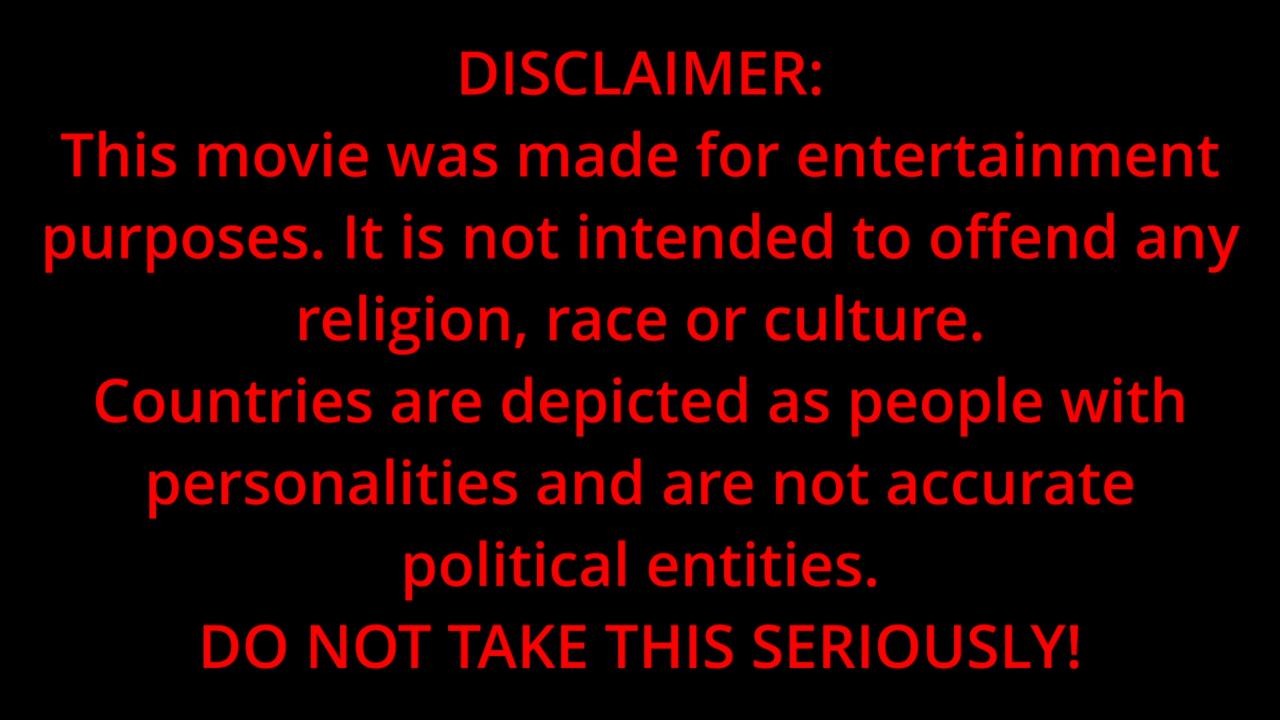 DISCLAIMER:
This movie was made for entertainment
purposes. It is not intended to offend any
religion, race or culture.
Countries are depicted as people with
personalities and are not accurate
political entities.
DO NOT TAKE THIS SERIOUSLY!